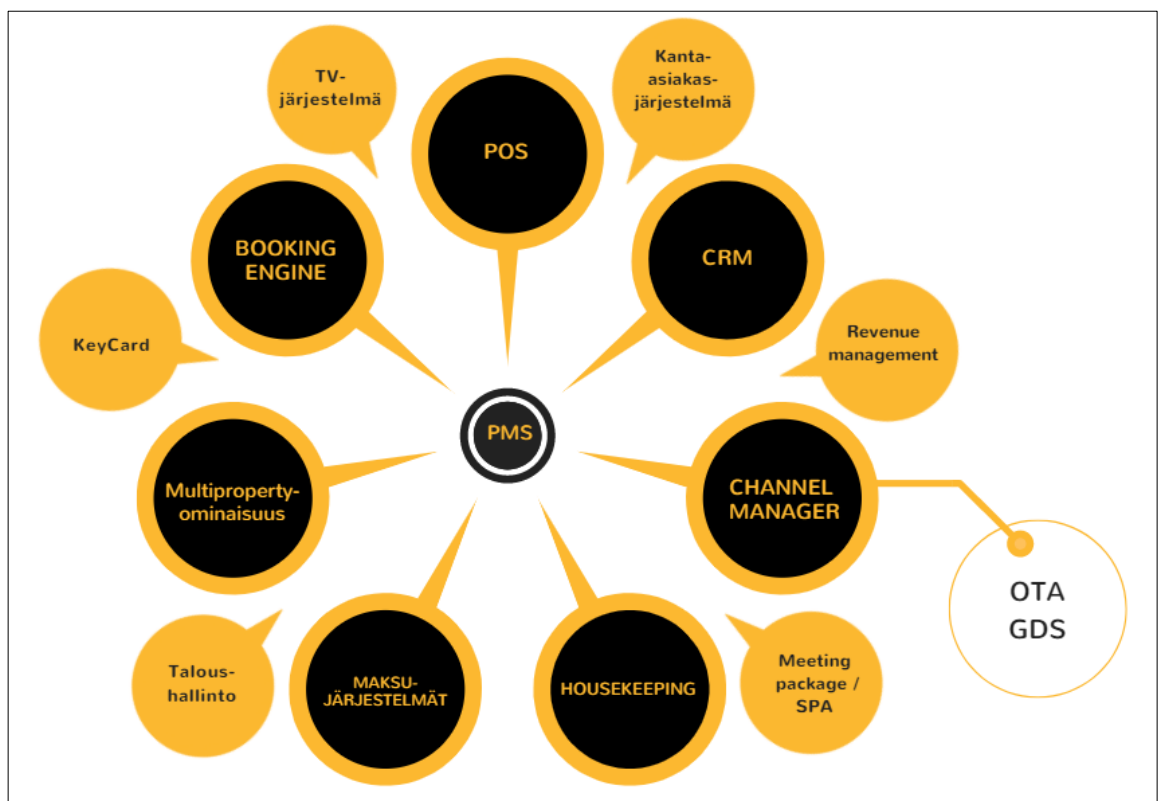 TV-
järjestelmä
Kanta-
asiakas-
järjestelmä
POS
BOOKING
ENGINE
CRM
KeyCard
Revenue
management
PMS
Multiproperty-
ominaisuus
CHANNEL
MANAGER
OTA
GDS
Talous-
hallinto
MAKSU-
JÄRJESTELMÄT
HOUSEKEEPING
Meeting
package /
SPA